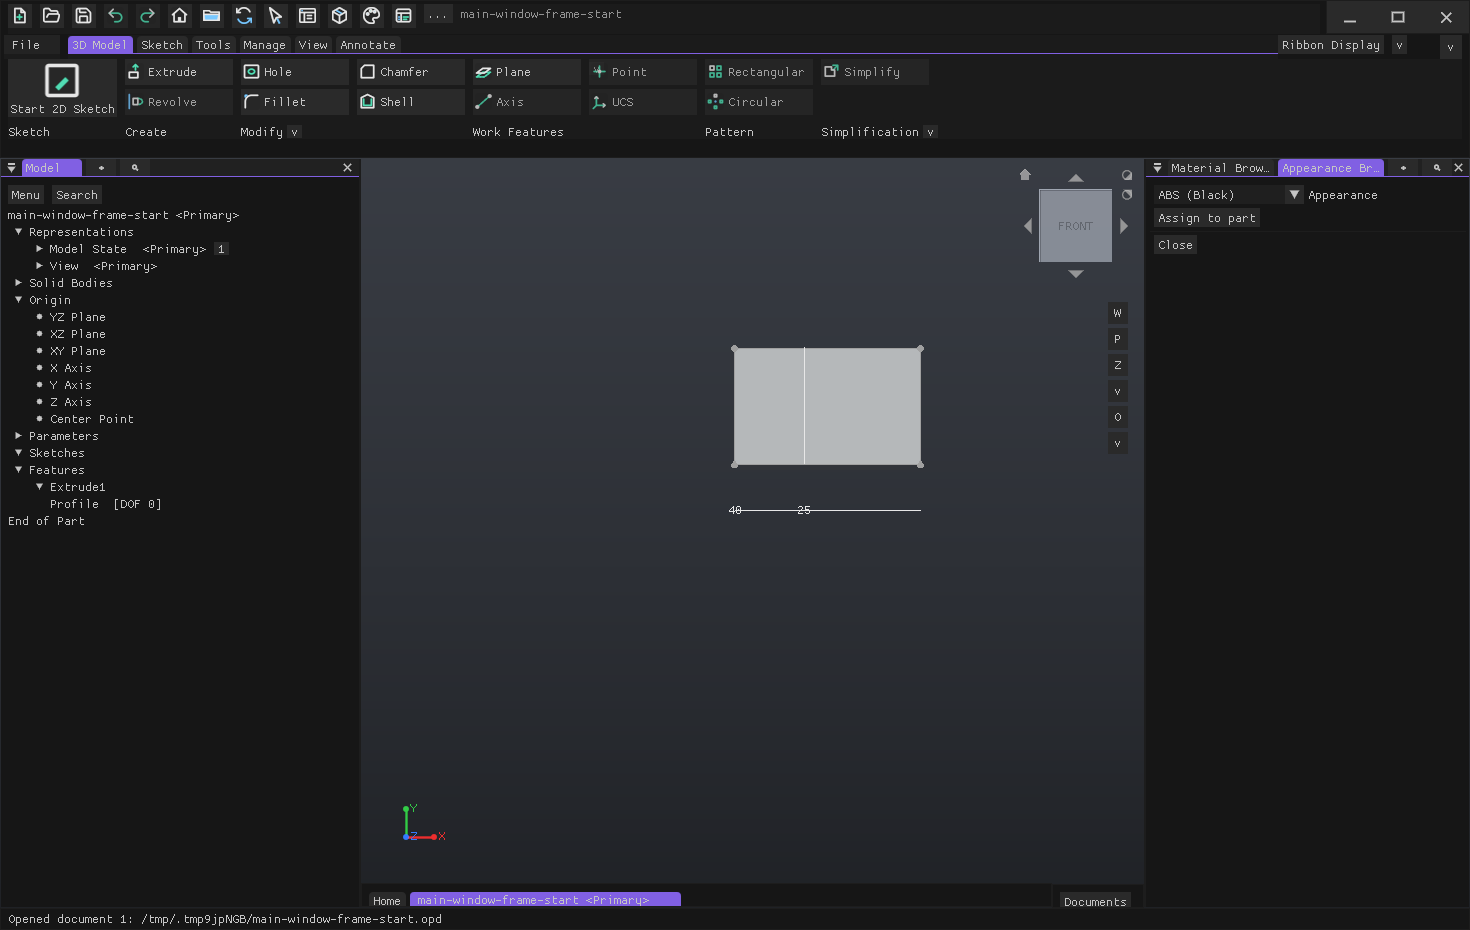 ... main-window-frame-start
File 3D Model Sketch Tools Manage View Annotate Ribbon Display v v
Start 2D Sketch
Extrude
Revolve
Hole
Fillet
Chamfer
Shell
Plane
Axis
Point
UCS
Rectangular
Circular
Simplify
Sketch Create Modify v Work Features Pattern Simplification v
Model
Menu Search
main-window-frame-start <Primary>
Representations
Model State <Primary> 1
View <Primary>
Solid Bodies
Origin
YZ Plane
XZ Plane
XY Plane
X Axis
Y Axis
Z Axis
Center Point
Parameters
Sketches
Features
Extrude1
Profile [DOF 0]
End of Part
FRONT
W
P
Z
v
O
v
40 25
Y
Z X
Home main-window-frame-start <Primary> Documents
Material Brow… Appearance Br…
ABS (Black) Appearance
Assign to part
Close
Opened document 1: /tmp/.tmp9jpNGB/main-window-frame-start.opd